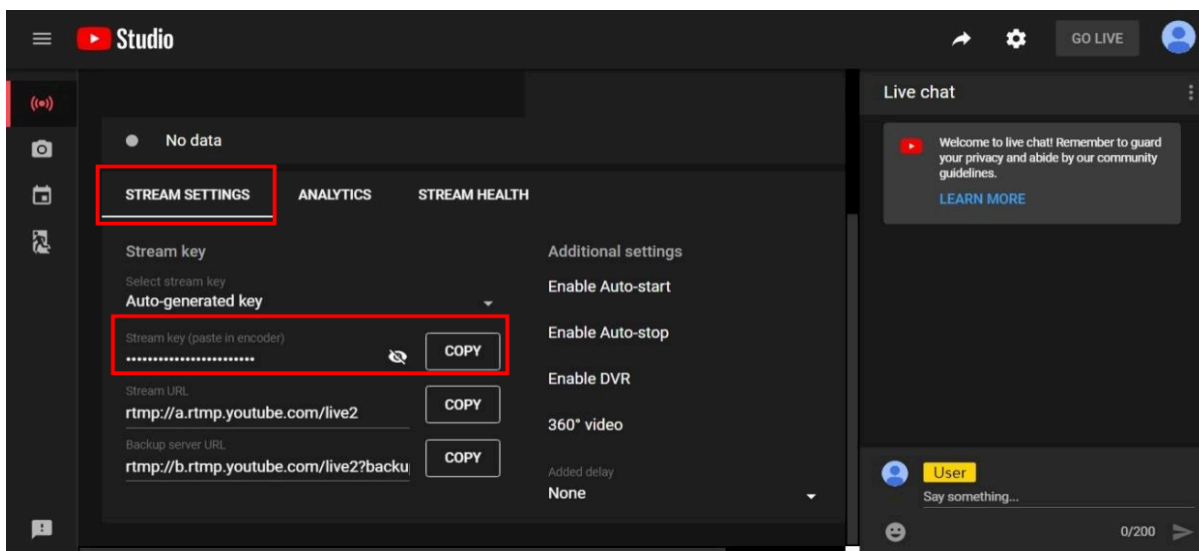 Studio
GO LIVE
No data
STREAM SETTINGS
ANALYTICS
STREAM HEALTH
Stream key
Select stream key
Auto-generated key
Stream key (paste in encoder)
COPY
Stream URL
rtmp://a.rtmp.youtube.com/live2
COPY
Backup server URL
rtmp://b.rtmp.youtube.com/live2?backu
COPY
Additional settings
Enable Auto-start
Enable Auto-stop
Enable DVR
360° video
Added delay
None
Live chat
Welcome to live chat! Remember to guard
your privacy and abide by our community
guidelines.
LEARN MORE
User
Say something...
0/200